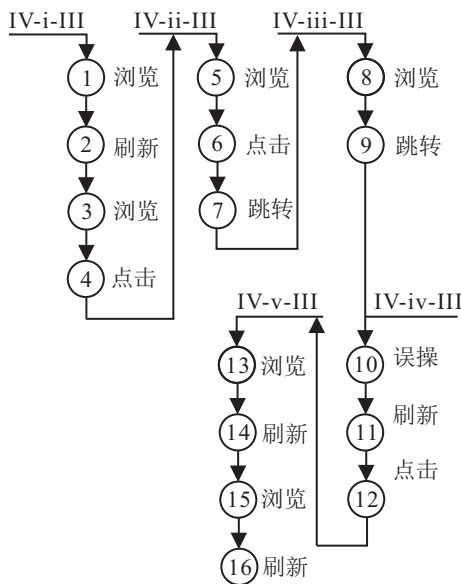 IV-i-III
1 浏览
2 刷新
3 浏览
4 点击
IV-ii-III
5 浏览
6 点击
7 跳转
IV-iii-III
8 浏览
9 跳转
IV-iv-III
10 误操
11 刷新
12 点击
IV-v-III
13 浏览
14 刷新
15 浏览
16 刷新